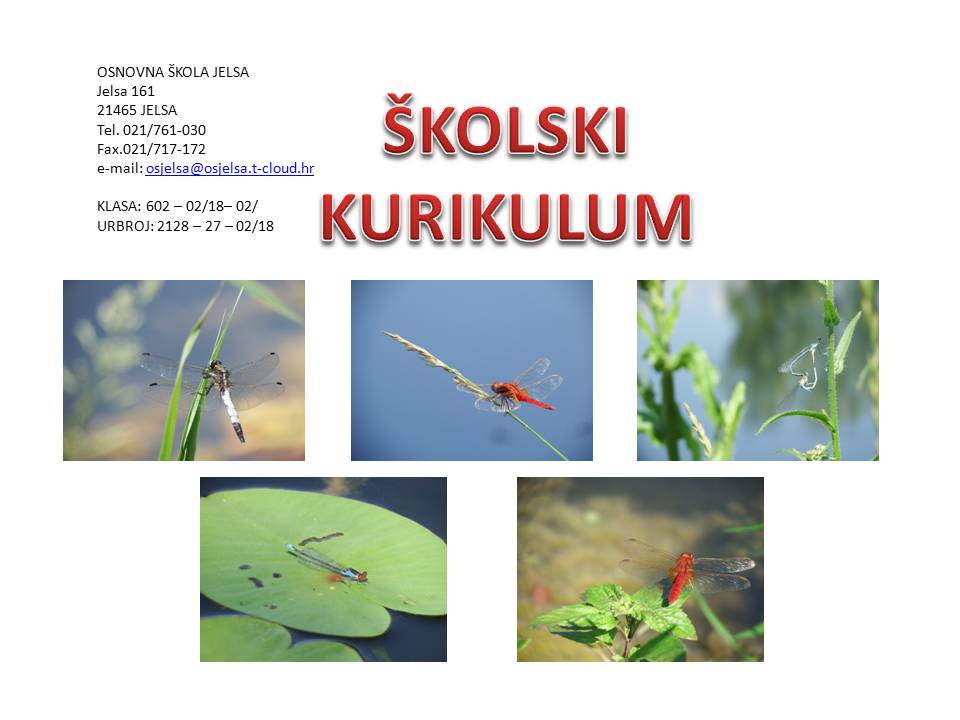 OSNOVNA ŠKOLA JELSA
Jelsa 161
21465 JELSA
Tel. 021/761-030
Fax.021/717-172
e-mail: osjelsa@osjelsa.t-cloud.hr
KLASA: 602 – 02/18– 02/
URBROJ: 2128 – 27 – 02/18
ŠKOLSKI
KURIKULUM